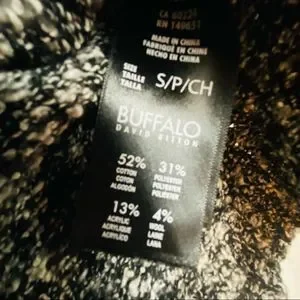 MADE IN CHINA
FABRIQUÉ EN CHINE
HECHO EN CHINA
SIZE
TAILLE
TALLA
S/P/CH
BUFFALO
DAVID BITTON
52% 31%
COTTON POLYESTER
COTON POLYESTER
ALGODÓN POLIÉSTER
13% 4%
ACRYLIC WOOL
ACRYLIQUE LAINE
ACRÍLICO LANA